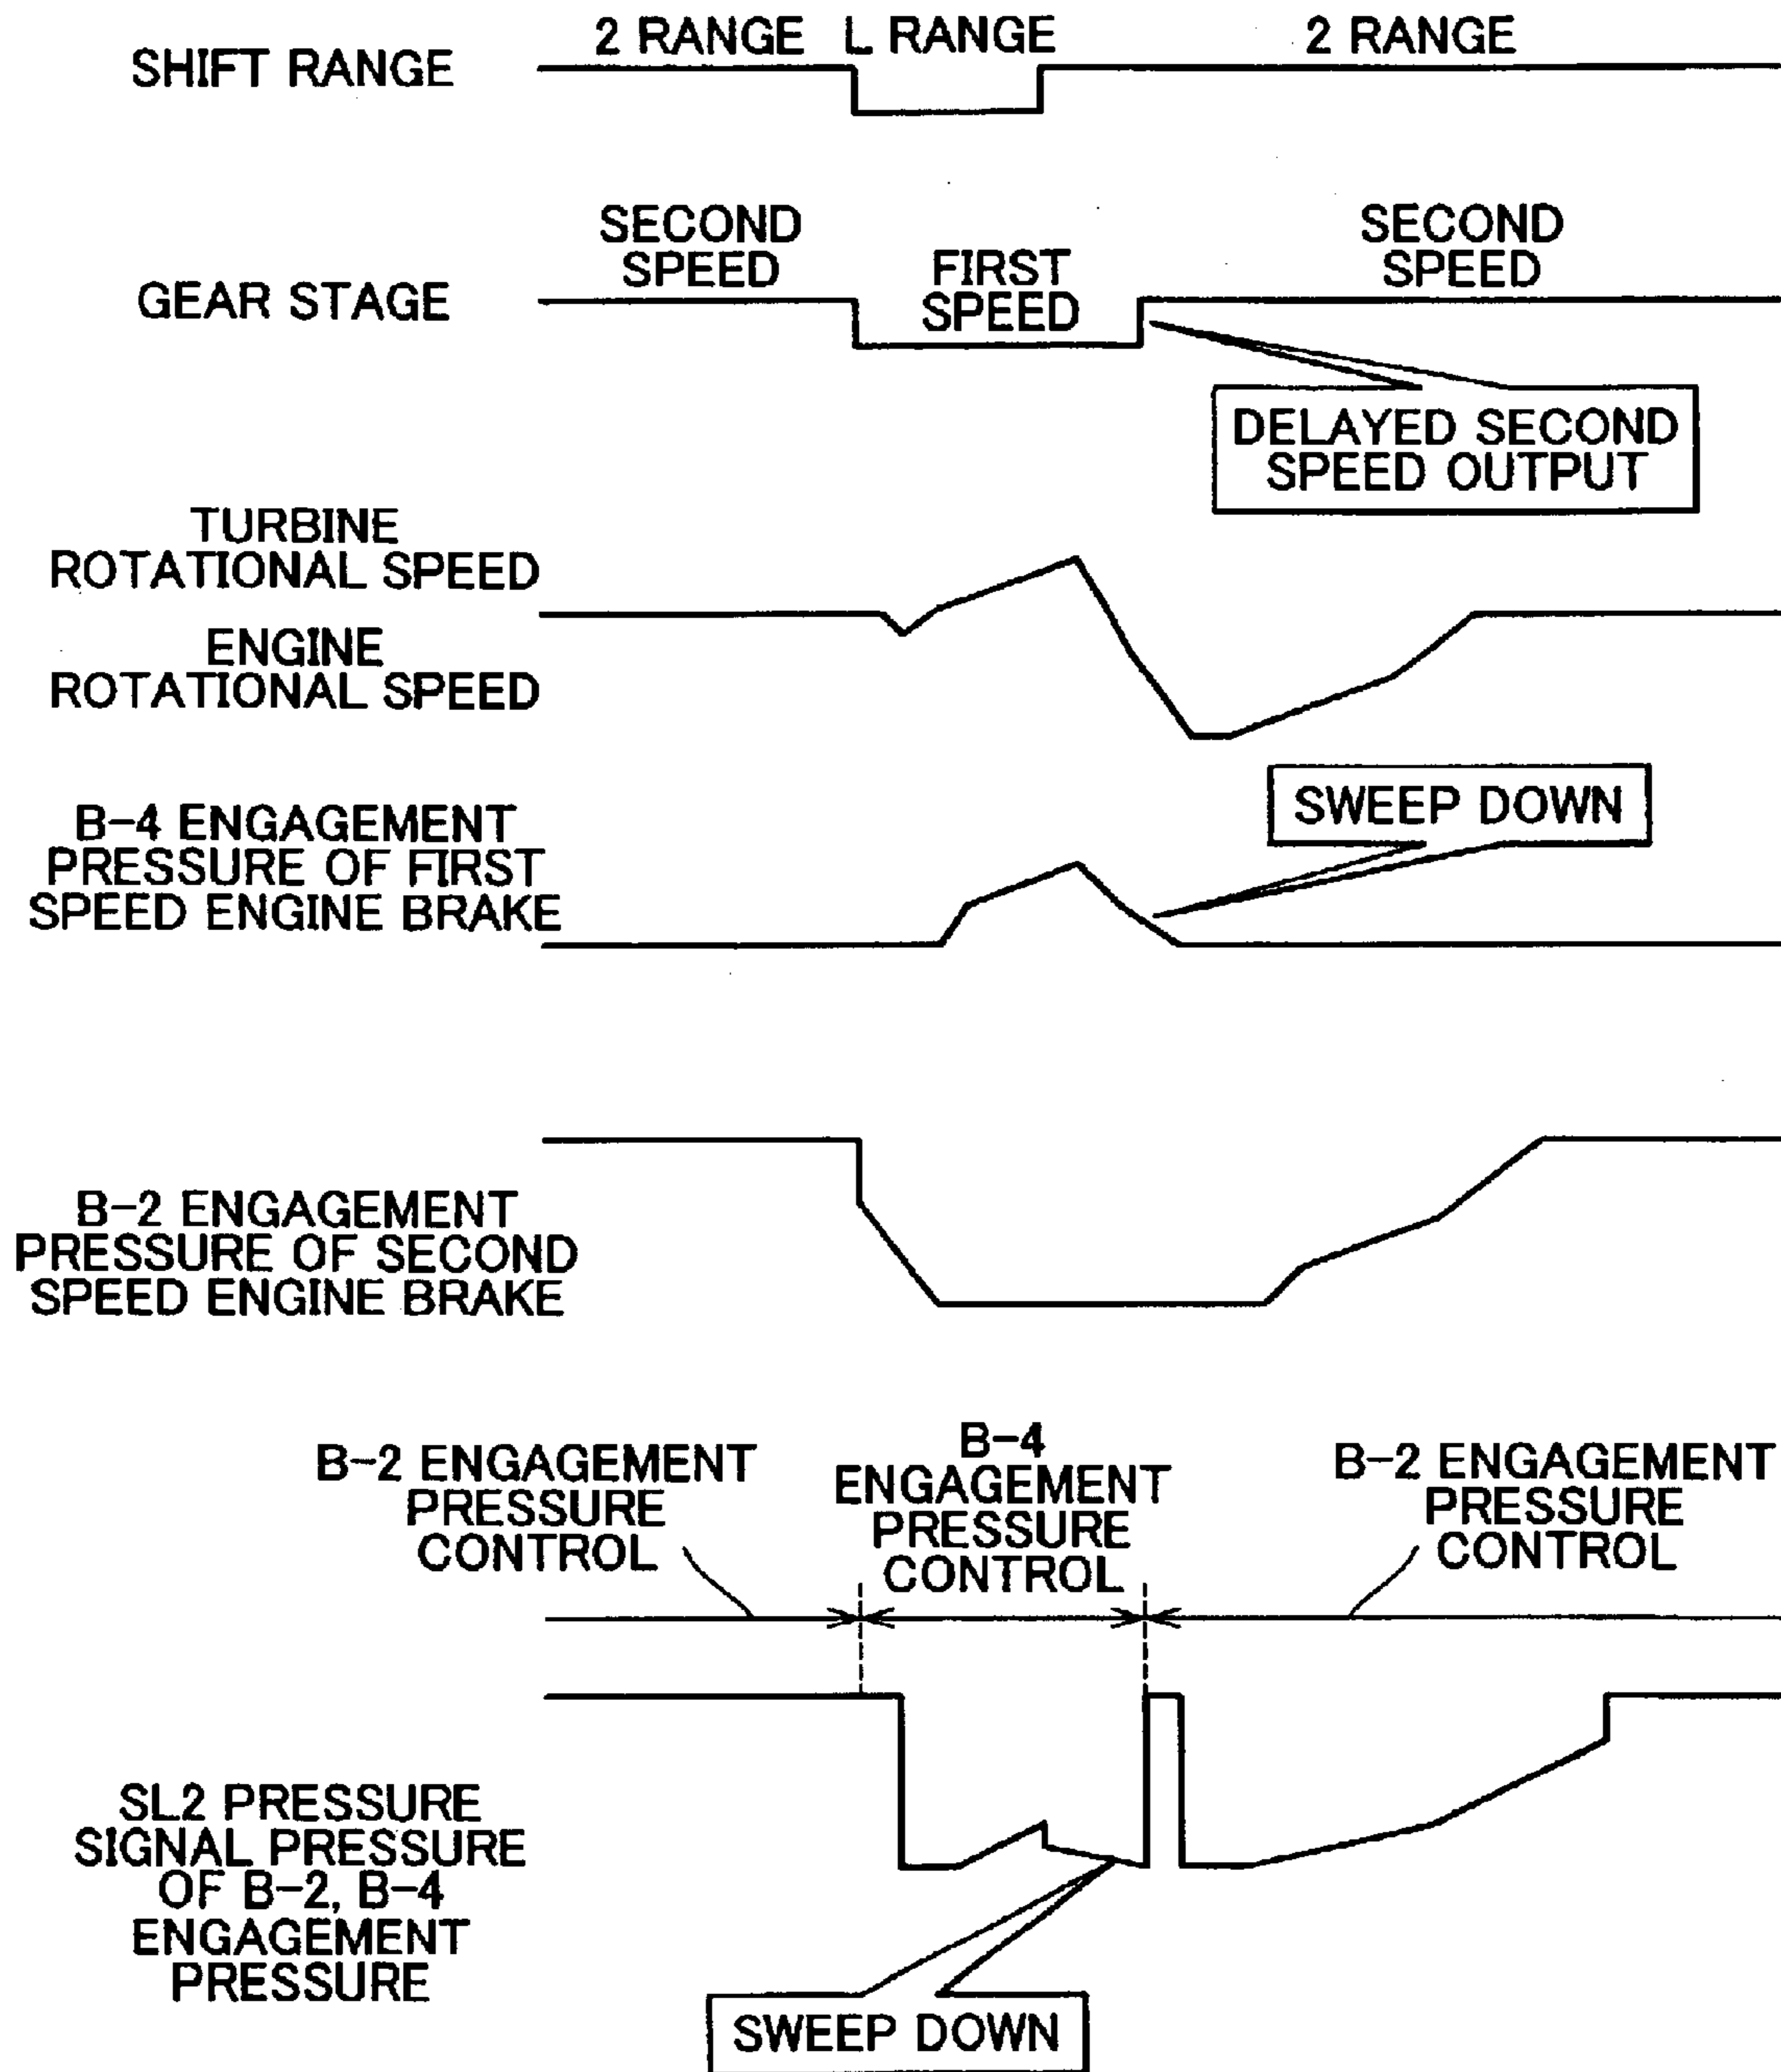 2 RANGE L RANGE 2 RANGE
SHIFT RANGE
SECOND
SPEED
FIRST
SPEED
SECOND
SPEED
GEAR STAGE
DELAYED SECOND
SPEED OUTPUT
TURBINE
ROTATIONAL SPEED
ENGINE
ROTATIONAL SPEED
SWEEP DOWN
B-4 ENGAGEMENT
PRESSURE OF FIRST
SPEED ENGINE BRAKE
B-2 ENGAGEMENT
PRESSURE OF SECOND
SPEED ENGINE BRAKE
B-2 ENGAGEMENT
PRESSURE
CONTROL
B-4
ENGAGEMENT
PRESSURE
CONTROL
B-2 ENGAGEMENT
PRESSURE
CONTROL
SL2 PRESSURE
SIGNAL PRESSURE
OF B-2, B-4
ENGAGEMENT
PRESSURE
SWEEP DOWN